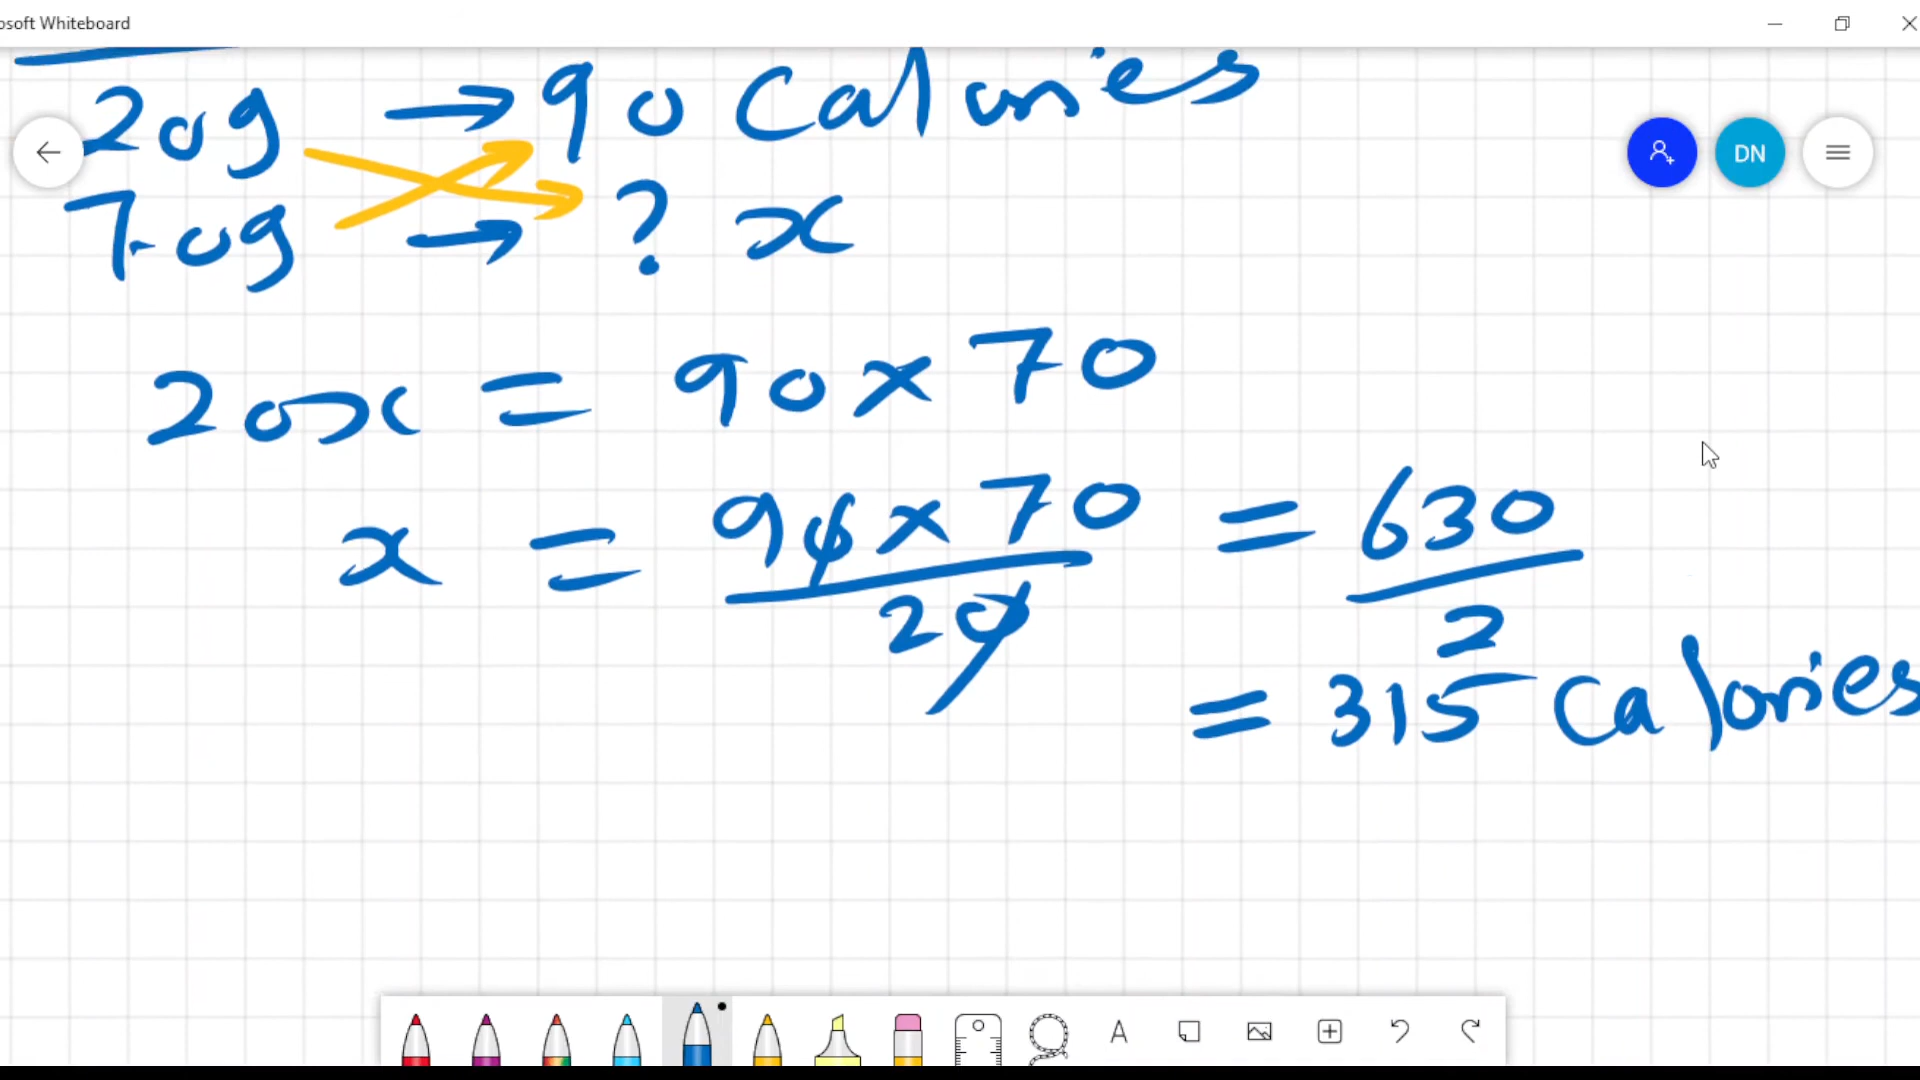 osoft Whiteboard
20g → 90 Calories
70g → ? x
DN
20x = 90 x 70
x = 90 x 70 / 20 = 630 / 2
= 315 Calories
A